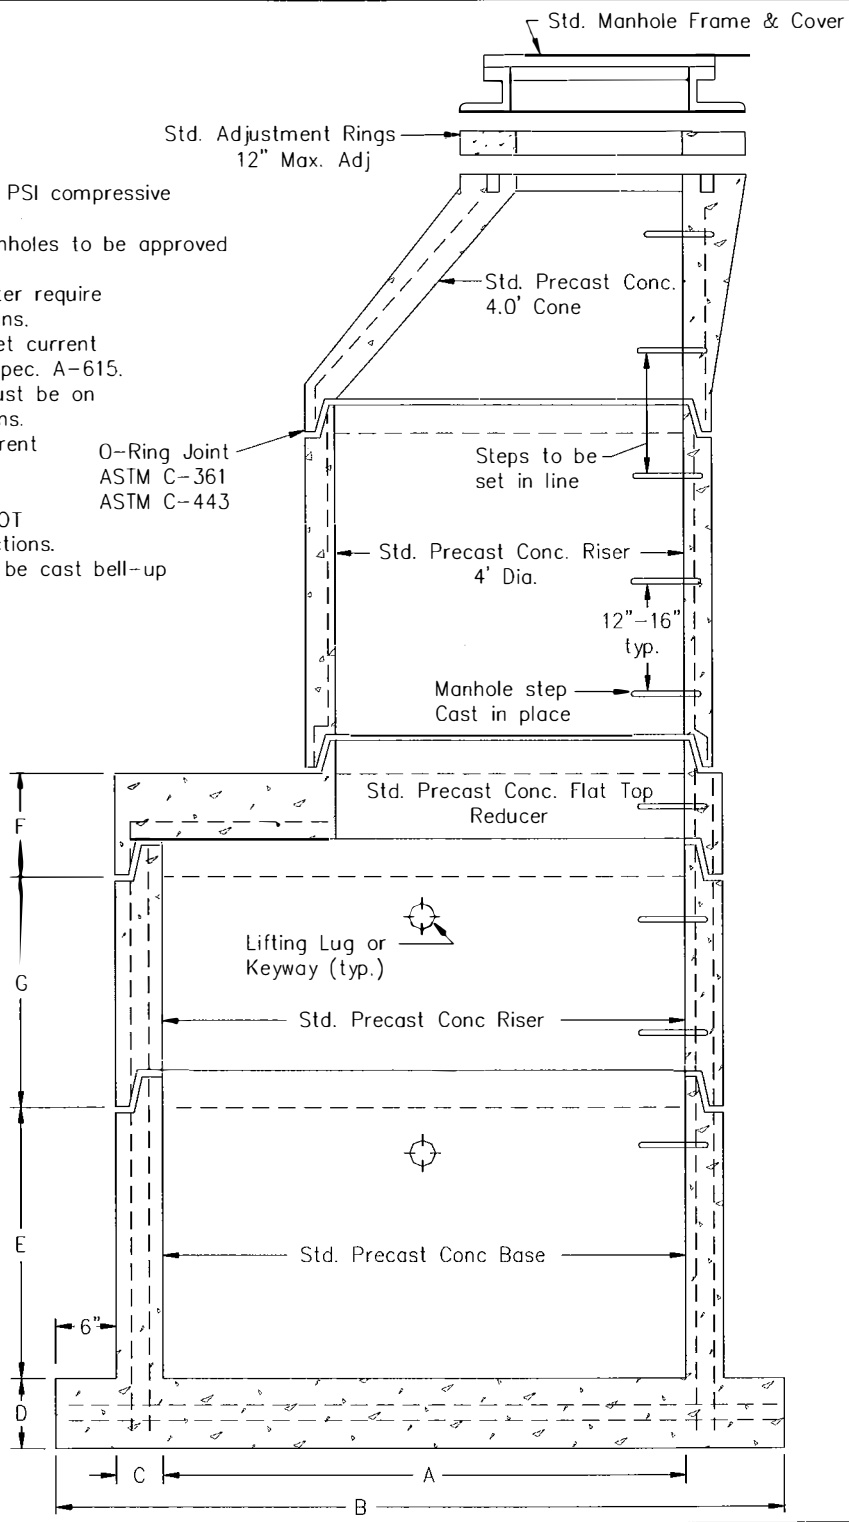 Std. Manhole Frame & Cover
Std. Adjustment Rings
12" Max. Adj
PSI compressive
nholes to be approved
ter require
ns.
et current
pec. A-615.
ust be on
ns.
rent
OT
ctions.
be cast bell-up
Std. Precast Conc.
4.0' Cone
O-Ring Joint
ASTM C-361
ASTM C-443
Steps to be
set in line
Std. Precast Conc. Riser
4' Dia.
12"-16"
typ.
Manhole step
Cast in place
Std. Precast Conc. Flat Top
Reducer
F
Lifting Lug or
Keyway (typ.)
G
Std. Precast Conc Riser
E
Std. Precast Conc Base
6"
D
C
A
B